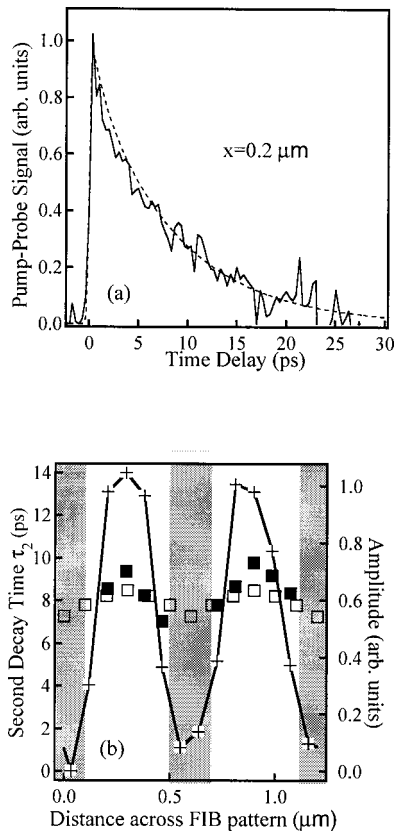 Pump-Probe Signal (arb. units)
1.0
0.8
0.6
0.4
0.2
0.0
x=0.2 μm
(a)
0 5 10 15 20 25 30
Time Delay (ps)
Second Decay Time τ2 (ps)
14
12
10
8
6
4
2
0
(b)
1.0
0.8
0.6
0.4
0.2
0.0
Amplitude (arb. units)
0.0 0.5 1.0
Distance across FIB pattern (μm)